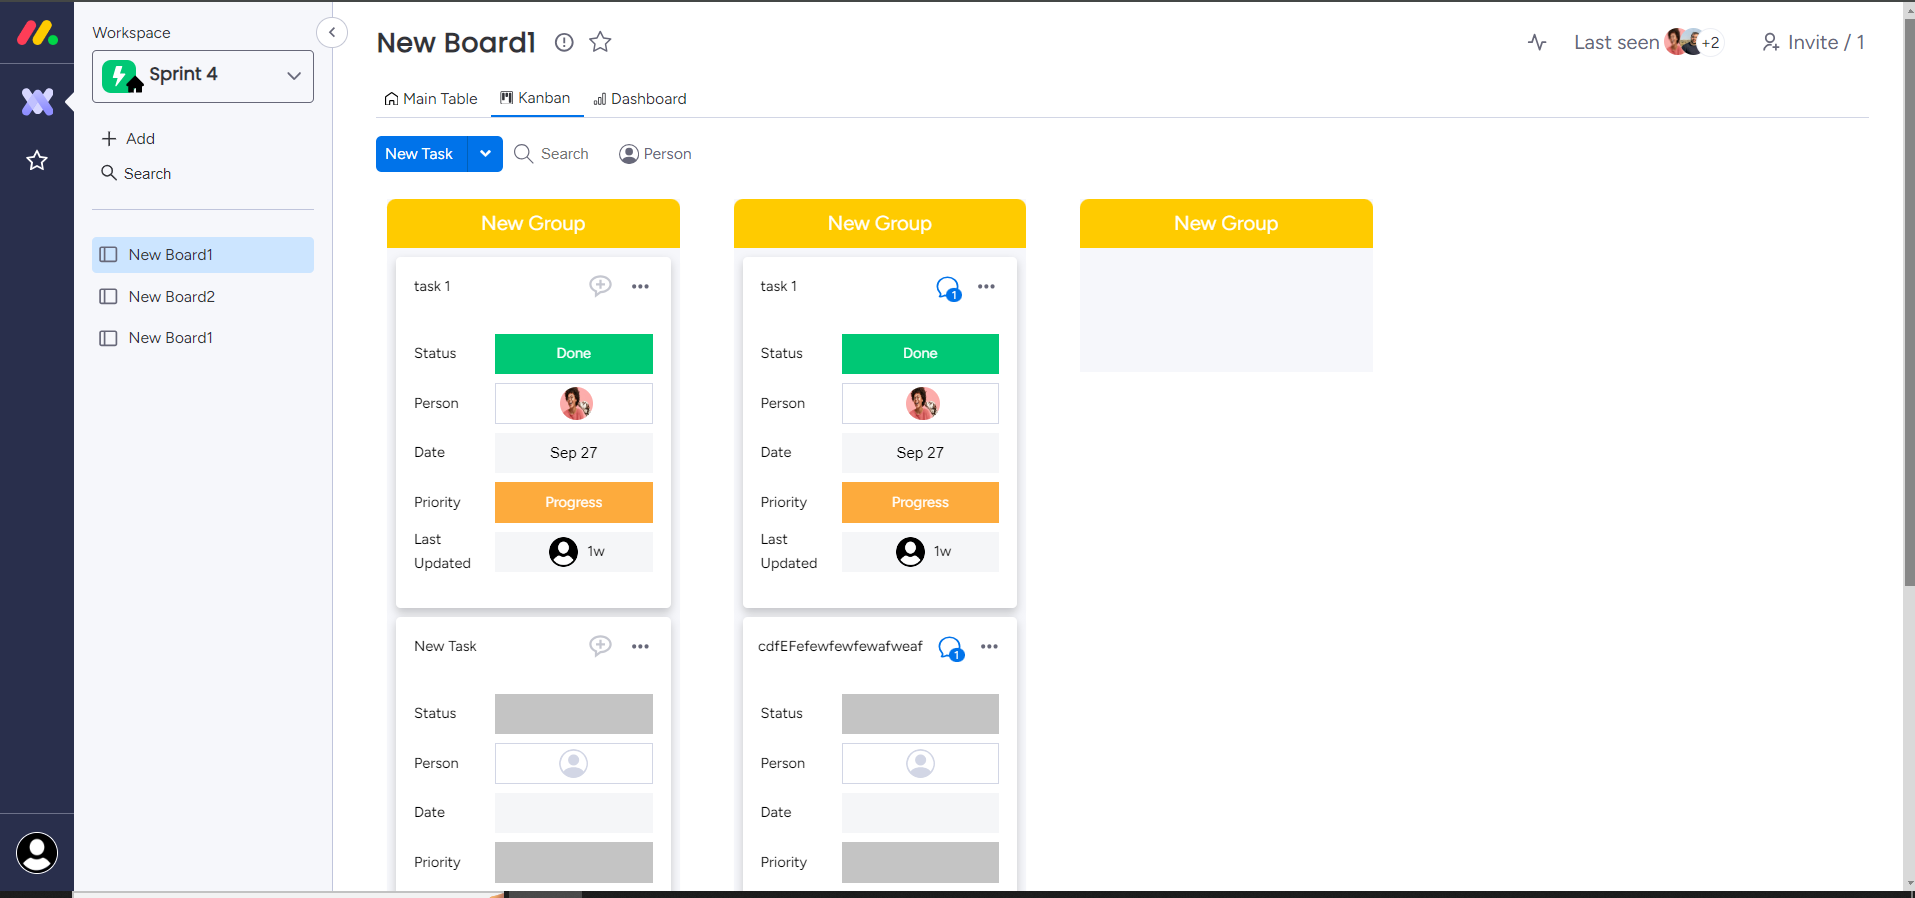 Workspace
Sprint 4
Add
Search
New Board1
New Board2
New Board1
New Board1
Last seen +2 Invite / 1
Main Table Kanban Dashboard
New Task Search Person
New Group
task 1
Status Done
Person
Date Sep 27
Priority Progress
Last Updated 1w
New Task
Status
Person
Date
Priority
New Group
task 1 1
Status Done
Person
Date Sep 27
Priority Progress
Last Updated 1w
cdfEFefewfewfewafweaf 1
Status
Person
Date
Priority
New Group